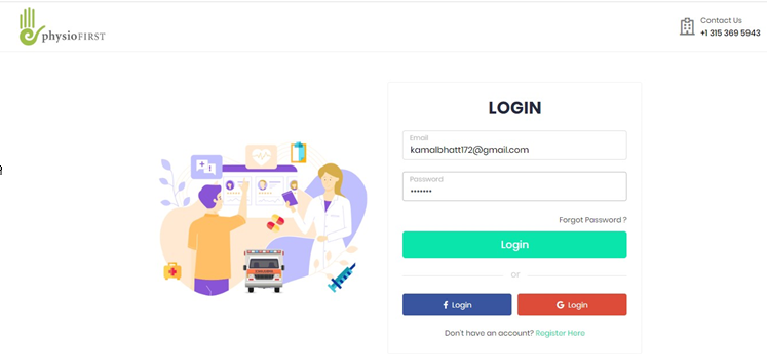 physioFIRST
Contact Us
+1 315 369 5943
LOGIN
Email
kamalbhatt172@gmail.com
Password
•••••••
Forgot Password ?
Login
or
f Login
G Login
Don't have an account? Register Here